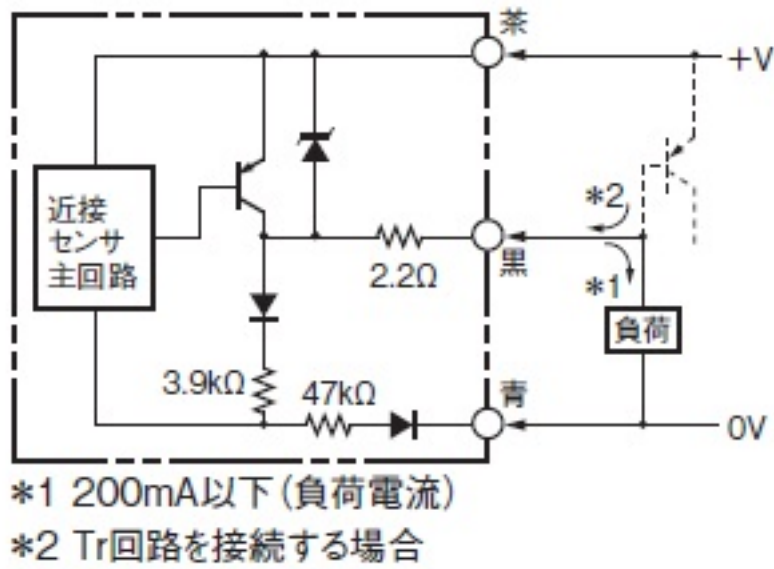 茶
+V
近接
センサ
主回路
*2
2.2Ω
黒
*1
負荷
3.9kΩ
47kΩ
青
0V
*1 200mA以下(負荷電流)
*2 Tr回路を接続する場合